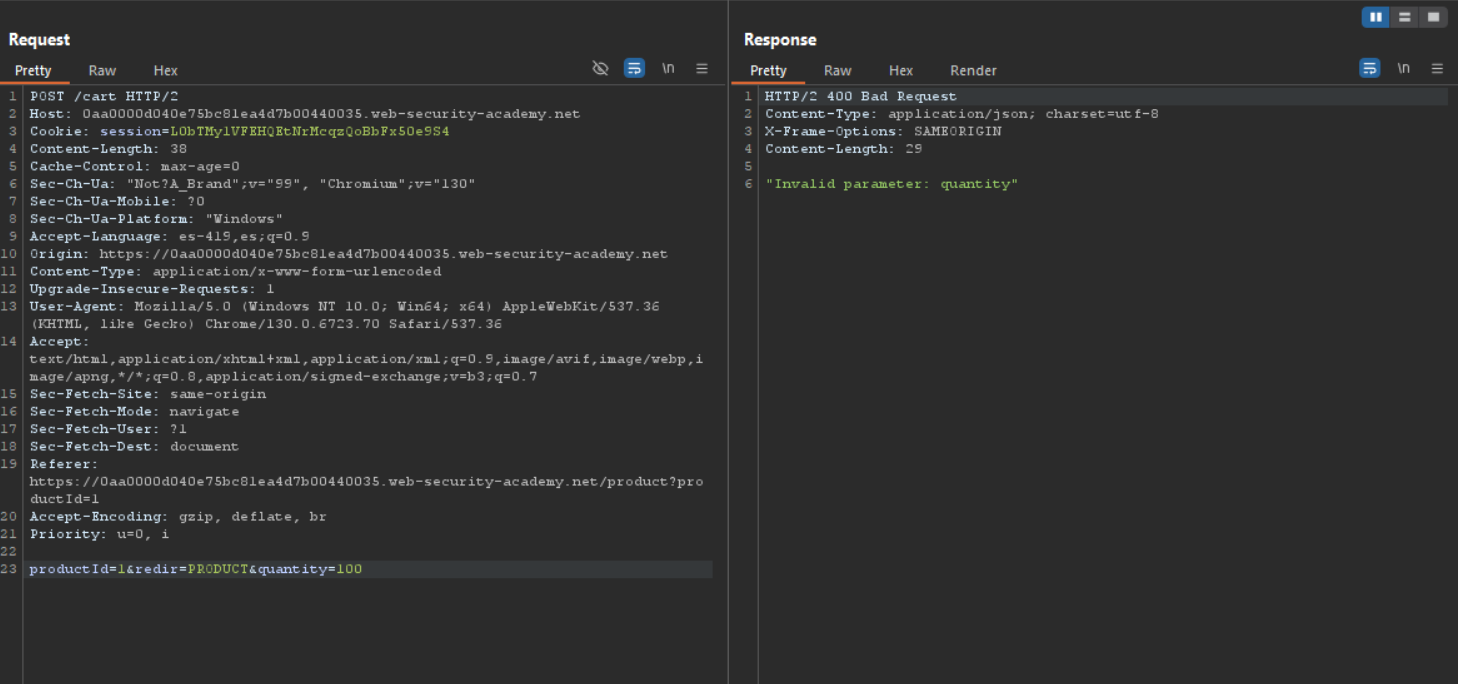 Request
Pretty Raw Hex \n
1 POST /cart HTTP/2
2 Host: 0aa0000d040e75bc81ea4d7b00440035.web-security-academy.net
3 Cookie: session=L0bTMylVFEHQEtNrMcqzQoBbFx50e9S4
4 Content-Length: 38
5 Cache-Control: max-age=0
6 Sec-Ch-Ua: "Not?A_Brand";v="99", "Chromium";v="130"
7 Sec-Ch-Ua-Mobile: ?0
8 Sec-Ch-Ua-Platform: "Windows"
9 Accept-Language: es-419,es;q=0.9
10 Origin: https://0aa0000d040e75bc81ea4d7b00440035.web-security-academy.net
11 Content-Type: application/x-www-form-urlencoded
12 Upgrade-Insecure-Requests: 1
13 User-Agent: Mozilla/5.0 (Windows NT 10.0; Win64; x64) AppleWebKit/537.36
(KHTML, like Gecko) Chrome/130.0.6723.70 Safari/537.36
14 Accept:
text/html,application/xhtml+xml,application/xml;q=0.9,image/avif,image/webp,i
mage/apng,*/*;q=0.8,application/signed-exchange;v=b3;q=0.7
15 Sec-Fetch-Site: same-origin
16 Sec-Fetch-Mode: navigate
17 Sec-Fetch-User: ?1
18 Sec-Fetch-Dest: document
19 Referer:
https://0aa0000d040e75bc81ea4d7b00440035.web-security-academy.net/product?pro
ductId=1
20 Accept-Encoding: gzip, deflate, br
21 Priority: u=0, i
22
23 productId=1&redir=PRODUCT&quantity=100
Response
Pretty Raw Hex Render \n
1 HTTP/2 400 Bad Request
2 Content-Type: application/json; charset=utf-8
3 X-Frame-Options: SAMEORIGIN
4 Content-Length: 29
5
6 "Invalid parameter: quantity"